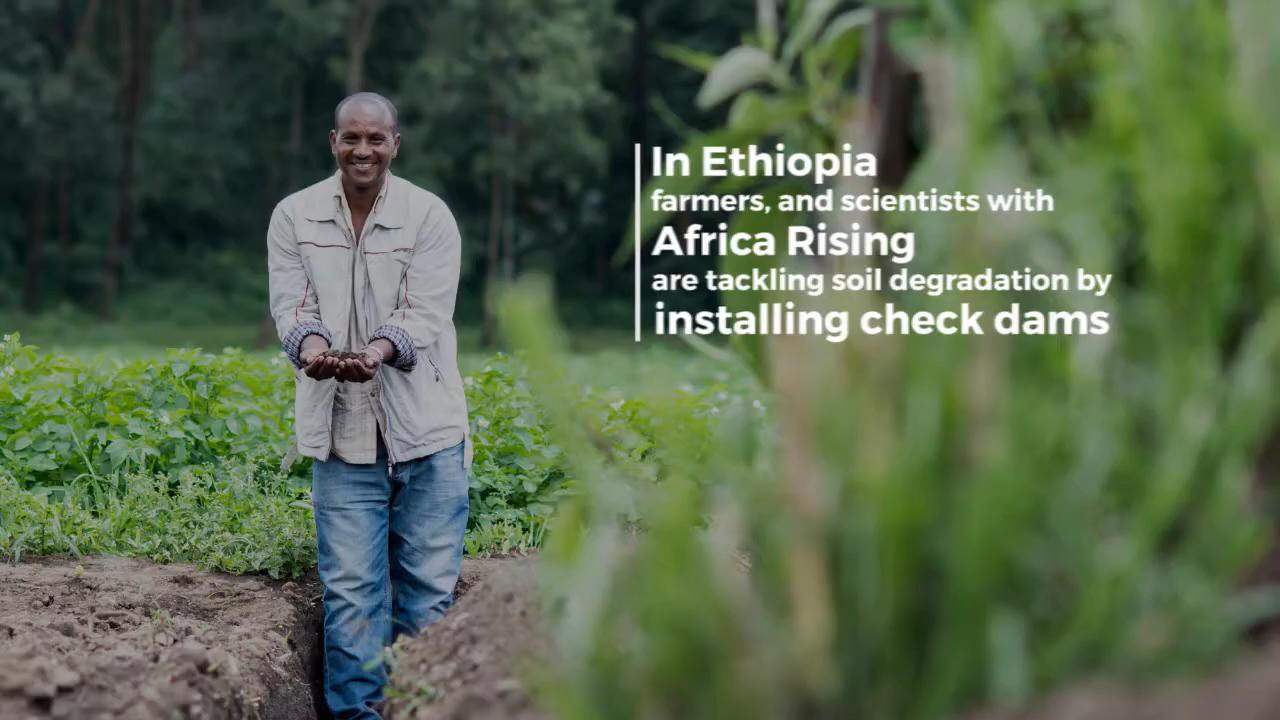 In Ethiopia
farmers, and scientists with
Africa Rising
are tackling soil degradation by
installing check dams